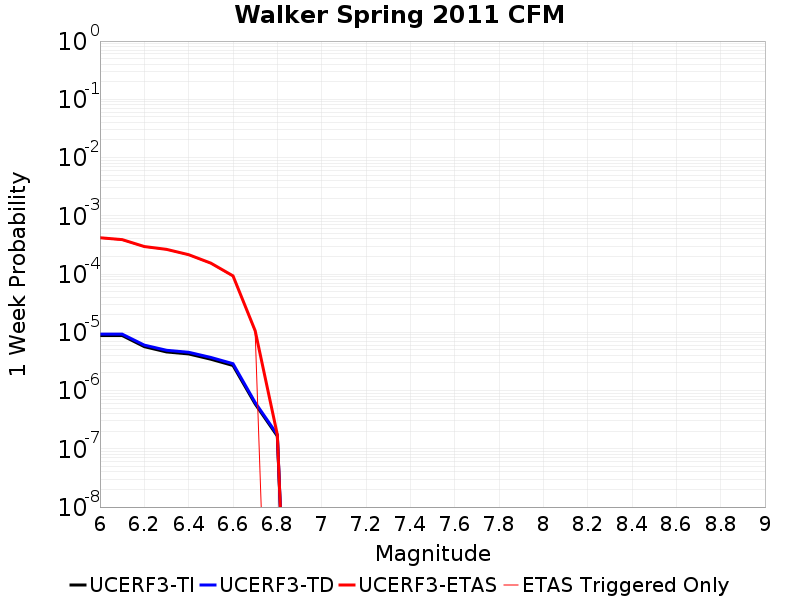 Walker Spring 2011 CFM
1 Week Probability
10^0
10^-1
10^-2
10^-3
10^-4
10^-5
10^-6
10^-7
10^-8
6 6.2 6.4 6.6 6.8 7 7.2 7.4 7.6 7.8 8 8.2 8.4 8.6 8.8 9
Magnitude
UCERF3-TI UCERF3-TD UCERF3-ETAS ETAS Triggered Only